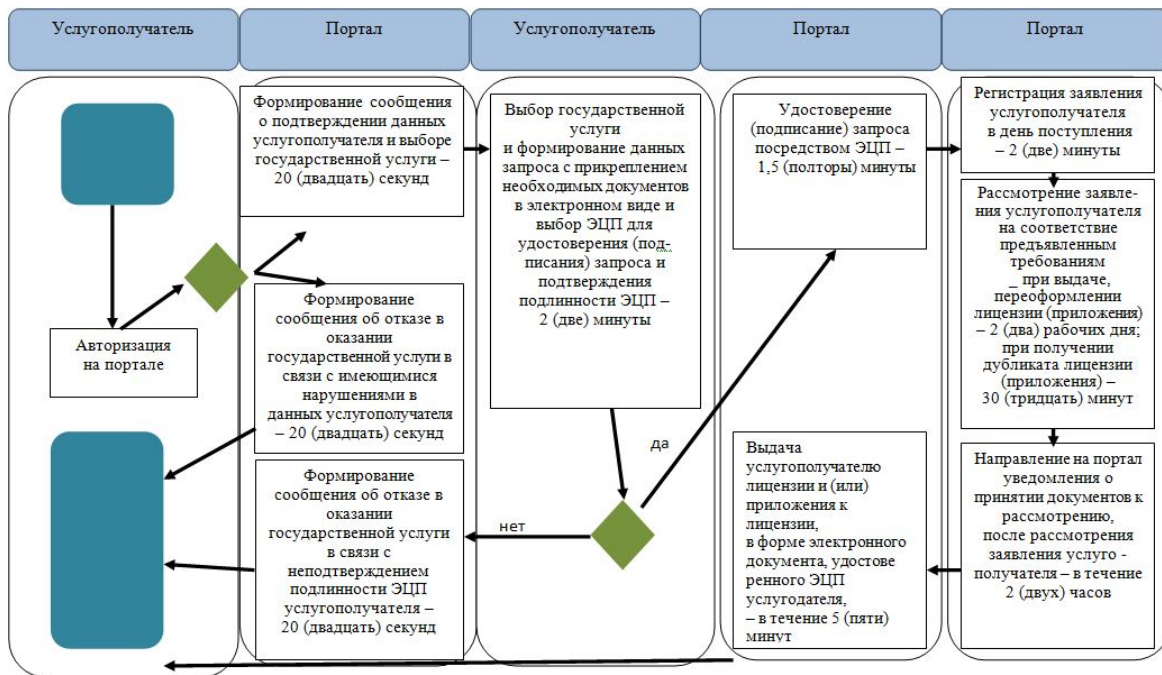 Услугополучатель
Портал
Услугополучатель
Портал
Портал
Авторизация
на портале
Формирование сообщения
о подтверждении данных
услугополучателя и выборе
государственной услуги –
20 (двадцать) секунд
Формирование
сообщения об отказе в
оказании
государственной услуги в
связи с имеющимися
нарушениями в
данных услугополучателя
– 20 (двадцать) секунд
Формирование
сообщения об отказе в
оказании
государственной услуги
в связи с
неподтверждением
подлинности ЭЦП
услугополучателя –
20 (двадцать) секунд
Выбор государственной
услуги
и формирование данных
запроса с прикреплением
необходимых документов
в электронном виде и
выбор ЭЦП для
удостоверения (под-
писания) запроса и
подтверждения
подлинности ЭЦП –
2 (две) минуты
нет
да
Удостоверение
(подписание) запроса
посредством ЭЦП –
1,5 (полторы) минуты
Выдача
услугополучателю
лицензии и (или)
приложения к
лицензии,
в форме электронного
документа, удостове
ренного ЭЦП
услугодателя,
– в течение 5 (пяти)
минут
Регистрация заявления
услугополучателя
в день поступления
– 2 (две) минуты
Рассмотрение заявле-
ния услугополучателя
на соответствие
предъявленным
требованиям
_ при выдаче,
переоформлении
лицензии (приложения)
– 2 (два) рабочих дня;
при получении
дубликата лицензии
(приложения) –
30 (тридцать) минут
Направление на портал
уведомления о
принятии документов к
рассмотрению,
после рассмотрения
заявления услуго -
получателя – в течение
2 (двух) часов